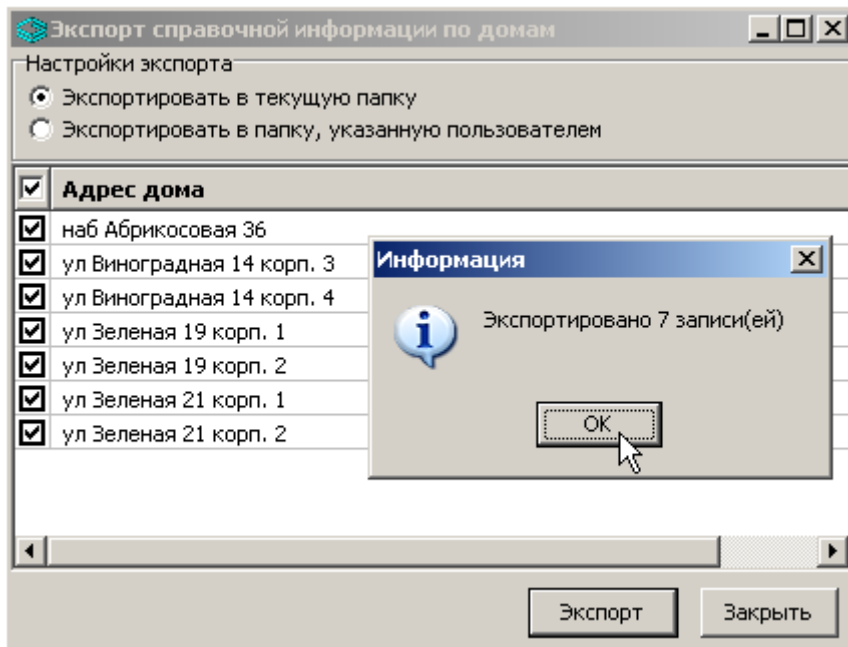 Экспорт справочной информации по домам
Настройки экспорта
Экспортировать в текущую папку
Экспортировать в папку, указанную пользователем
Адрес дома
наб Абрикосовая 36
ул Виноградная 14 корп. 3
ул Виноградная 14 корп. 4
ул Зеленая 19 корп. 1
ул Зеленая 19 корп. 2
ул Зеленая 21 корп. 1
ул Зеленая 21 корп. 2
Информация
Экспортировано 7 записи(ей)
ОК
Экспорт
Закрыть